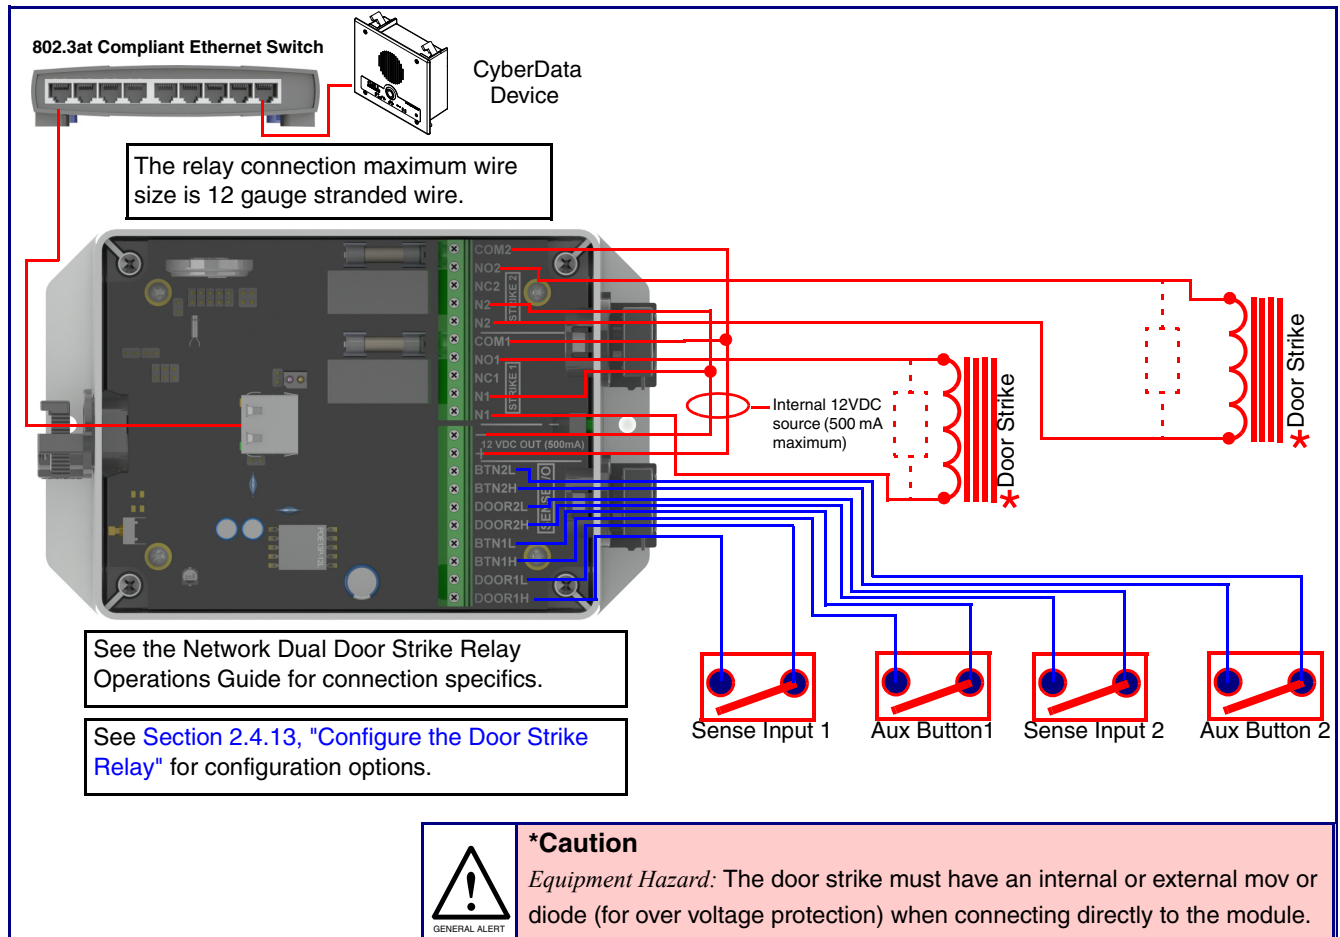 802.3at Compliant Ethernet Switch
CyberData
Device
The relay connection maximum wire
size is 12 gauge stranded wire.
COM2
NO2
NC2
N2
N2
STRIKE 2
COM1
NO1
NC1
N1
N1
STRIKE 1
-
12 VDC OUT (500mA)
+
BTN2L
BTN2H
DOOR2L
DOOR2H
BTN1L
BTN1H
DOOR1L
DOOR1H
Internal 12VDC
source (500 mA
maximum)
*Door Strike
*Door Strike
Sense Input 1
Aux Button1
Sense Input 2
Aux Button 2
See the Network Dual Door Strike Relay
Operations Guide for connection specifics.
See Section 2.4.13, "Configure the Door Strike
Relay" for configuration options.
GENERAL ALERT
*Caution
Equipment Hazard: The door strike must have an internal or external mov or
diode (for over voltage protection) when connecting directly to the module.